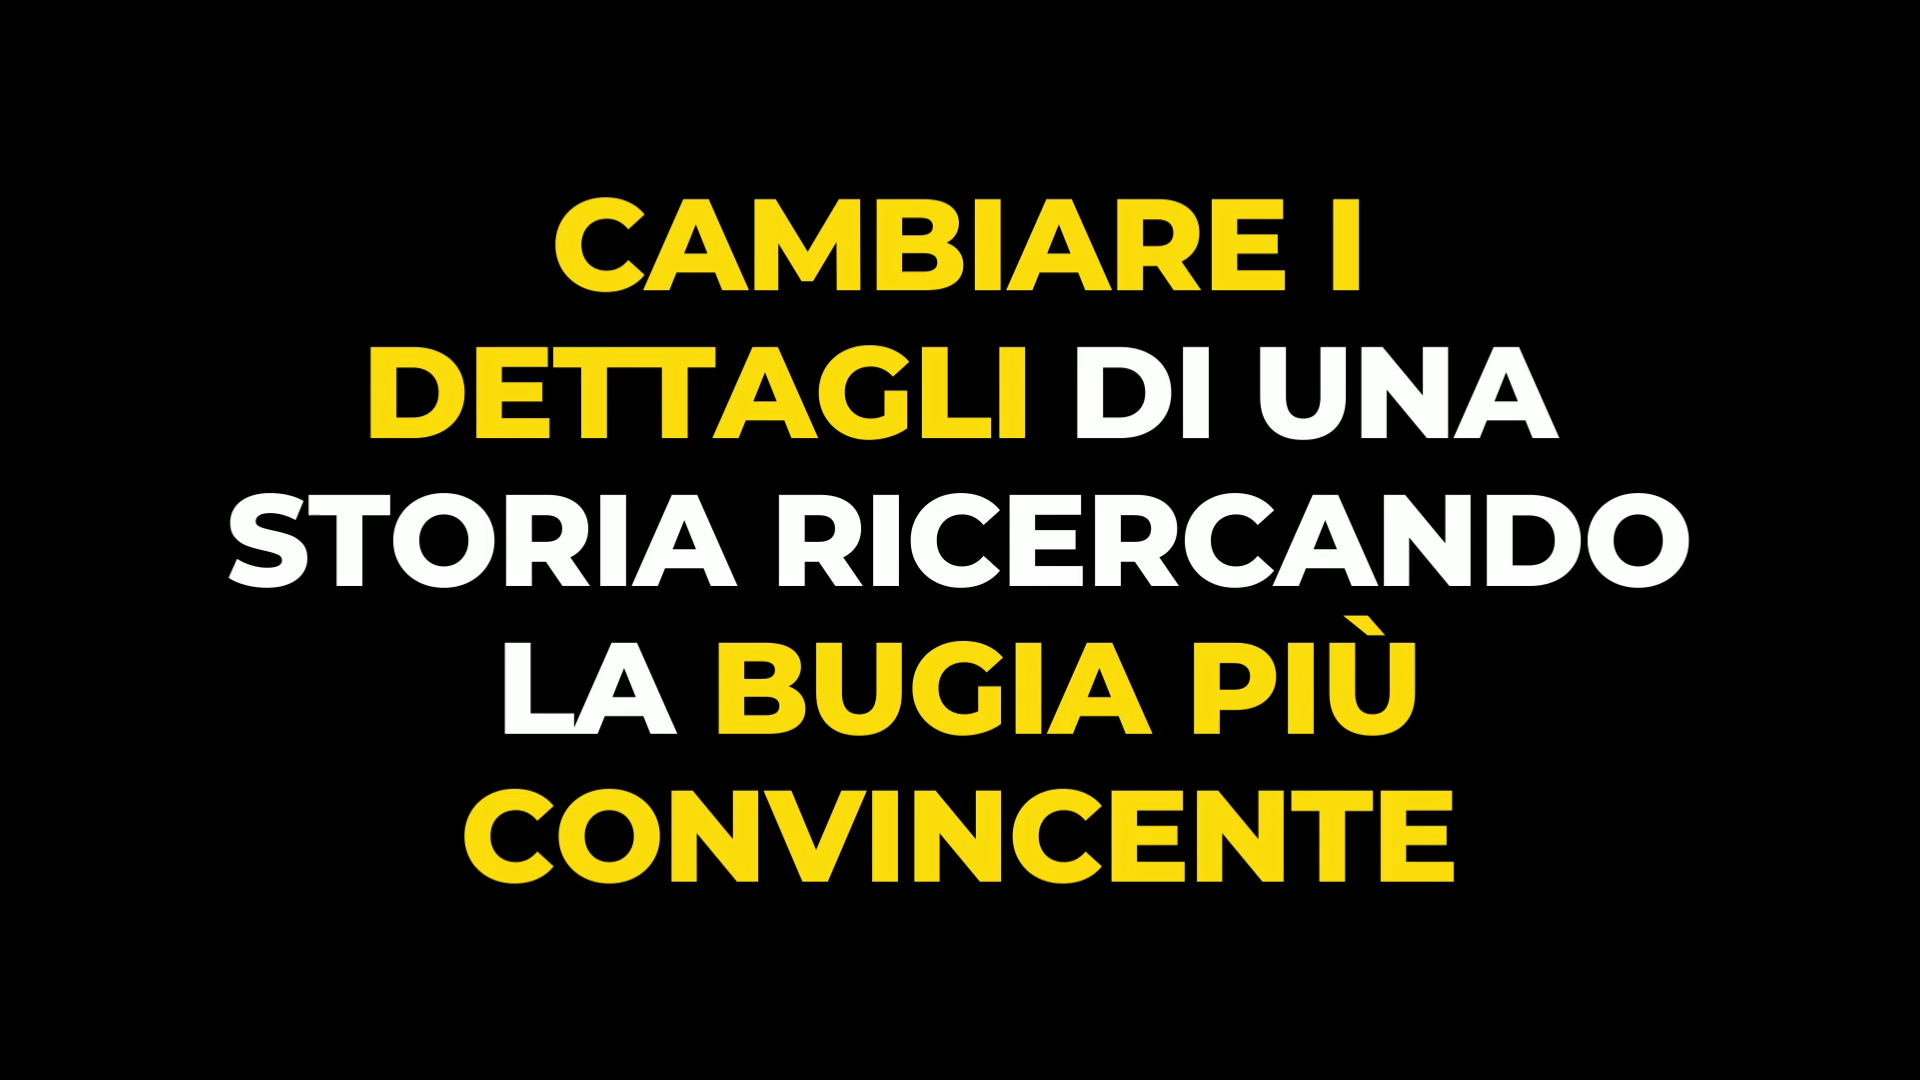 CAMBIARE I
DETTAGLI DI UNA
STORIA RICERCANDO
LA BUGIA PIÙ
CONVINCENTE